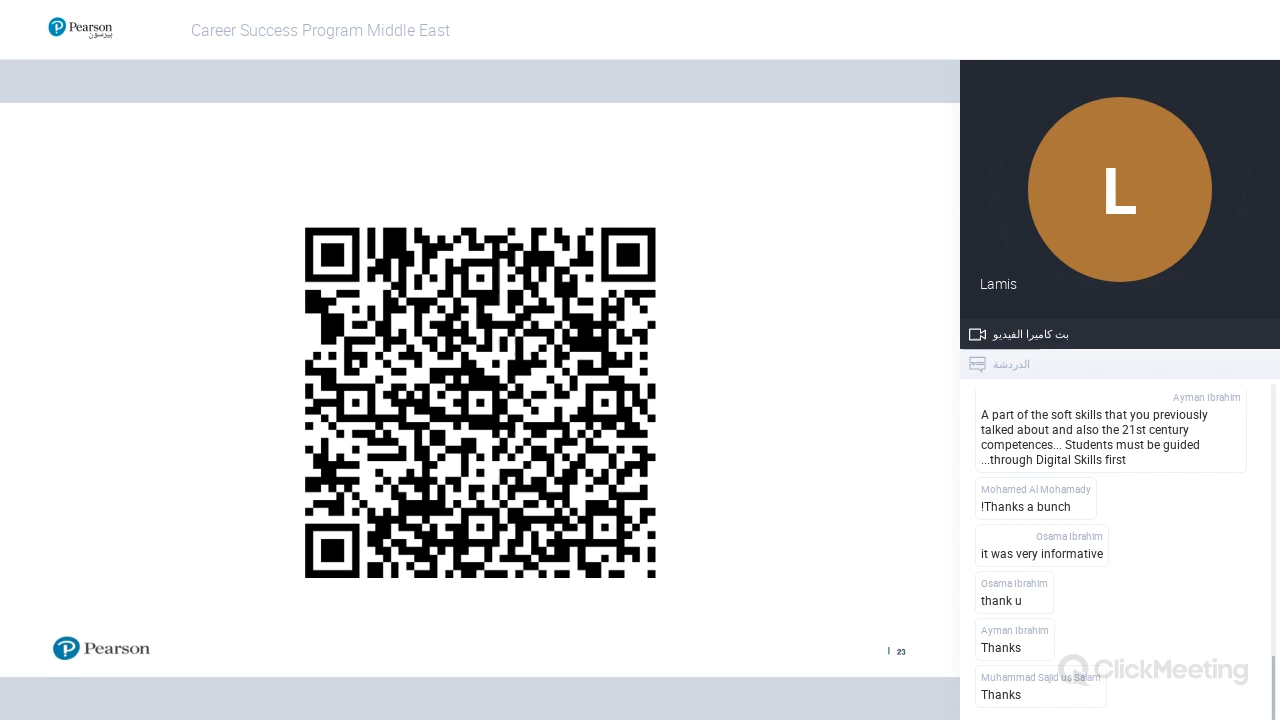 Pearson
بيرسون
Career Success Program Middle East
L
Lamis
بث كاميرا الفيديو
الدردشة
Ayman Ibrahim
A part of the soft skills that you previously
talked about and also the 21st century
competences... Students must be guided
...through Digital Skills first
Mohamed Al Mohamady
!Thanks a bunch
Osama Ibrahim
it was very informative
Osama Ibrahim
thank u
Ayman Ibrahim
Thanks
Muhammad Sajid us Salam
Thanks
ClickMeeting
Pearson
| 23